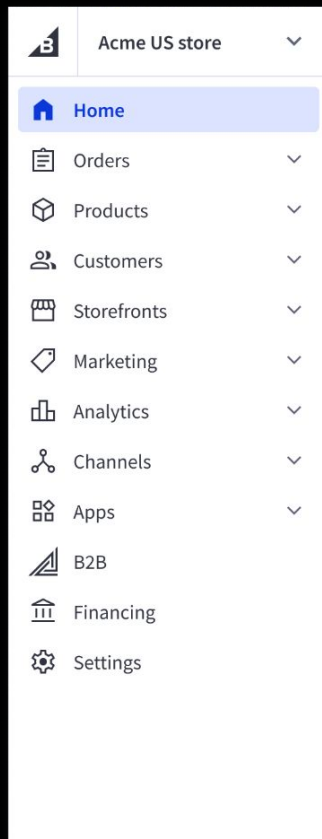 B
Acme US store
Home
Orders
Products
Customers
Storefronts
Marketing
Analytics
Channels
Apps
B2B
Financing
Settings